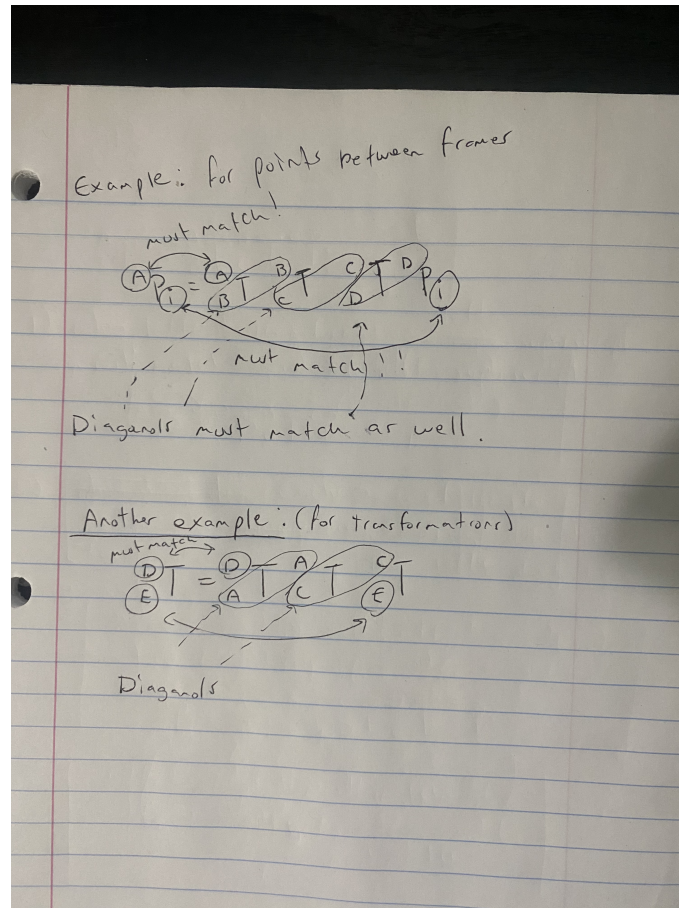 Example: for points between frames
must match!
A P i = A B T B C T C D T D P i
must match!!
Diaganols must match as well.
Another example: (for transformations)
must match
D E T = D A T A C T C E T
Diaganols